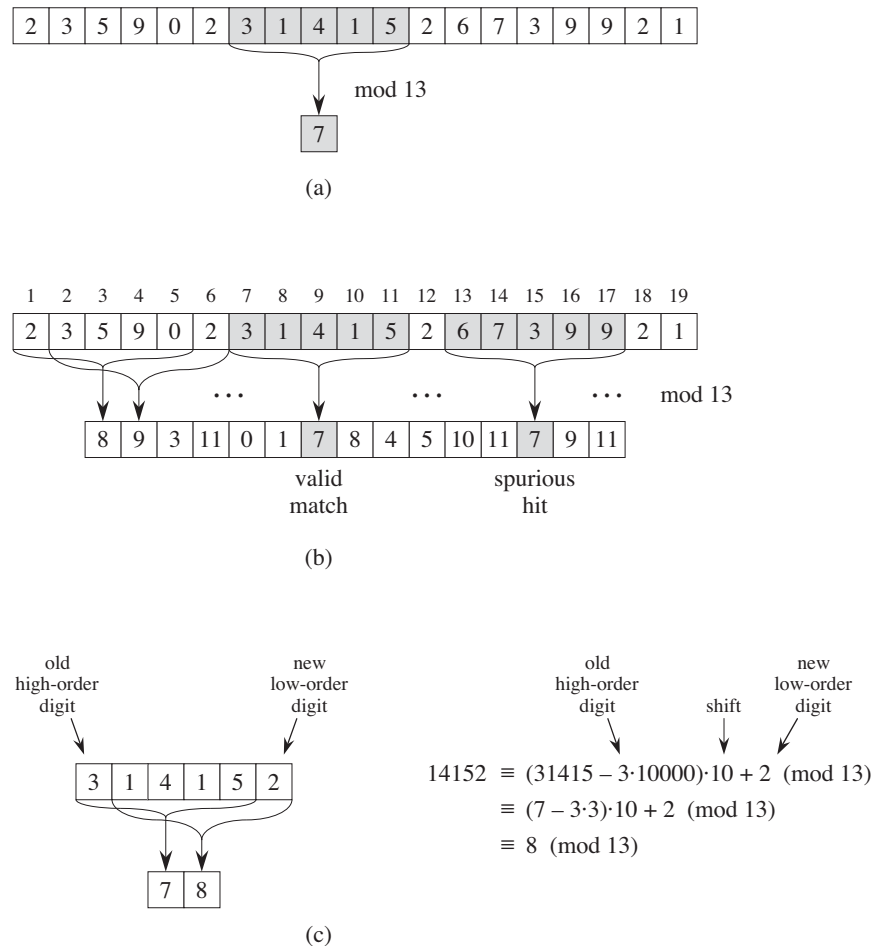 2 3 5 9 0 2 3 1 4 1 5 2 6 7 3 9 9 2 1
mod 13
7
(a)
1 2 3 4 5 6 7 8 9 10 11 12 13 14 15 16 17 18 19
2 3 5 9 0 2 3 1 4 1 5 2 6 7 3 9 9 2 1
… … … mod 13
8 9 3 11 0 1 7 8 4 5 10 11 7 9 11
valid
match
spurious
hit
(b)
old
high-order
digit
new
low-order
digit
3 1 4 1 5 2
7 8
old
high-order
digit
shift
new
low-order
digit
14152 ≡ (31415 – 3·10000)·10 + 2 (mod 13)
≡ (7 – 3·3)·10 + 2 (mod 13)
≡ 8 (mod 13)
(c)